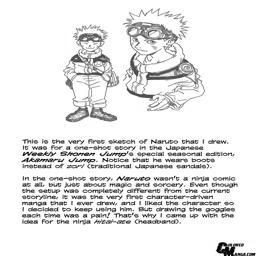 This is the very first sketch of Naruto that I drew.
It was for a one-shot story in the Japanese
Weekly Shonen Jump's special seasonal edition,
Akamaru Jump. Notice that he wears boots
instead of zori (traditional Japanese sandals).
In the one-shot story, Naruto wasn't a ninja comic
at all, but just about magic and sorcery. Even though
the setup was completely different from the current
storyline, it was the very first character-driven
manga that I ever drew, and I liked the character so
I decided to keep using him. But drawing the goggles
each time was a pain! That's why I came up with the
idea for the ninja hitai-ate (headband).
Colored
Manga.com